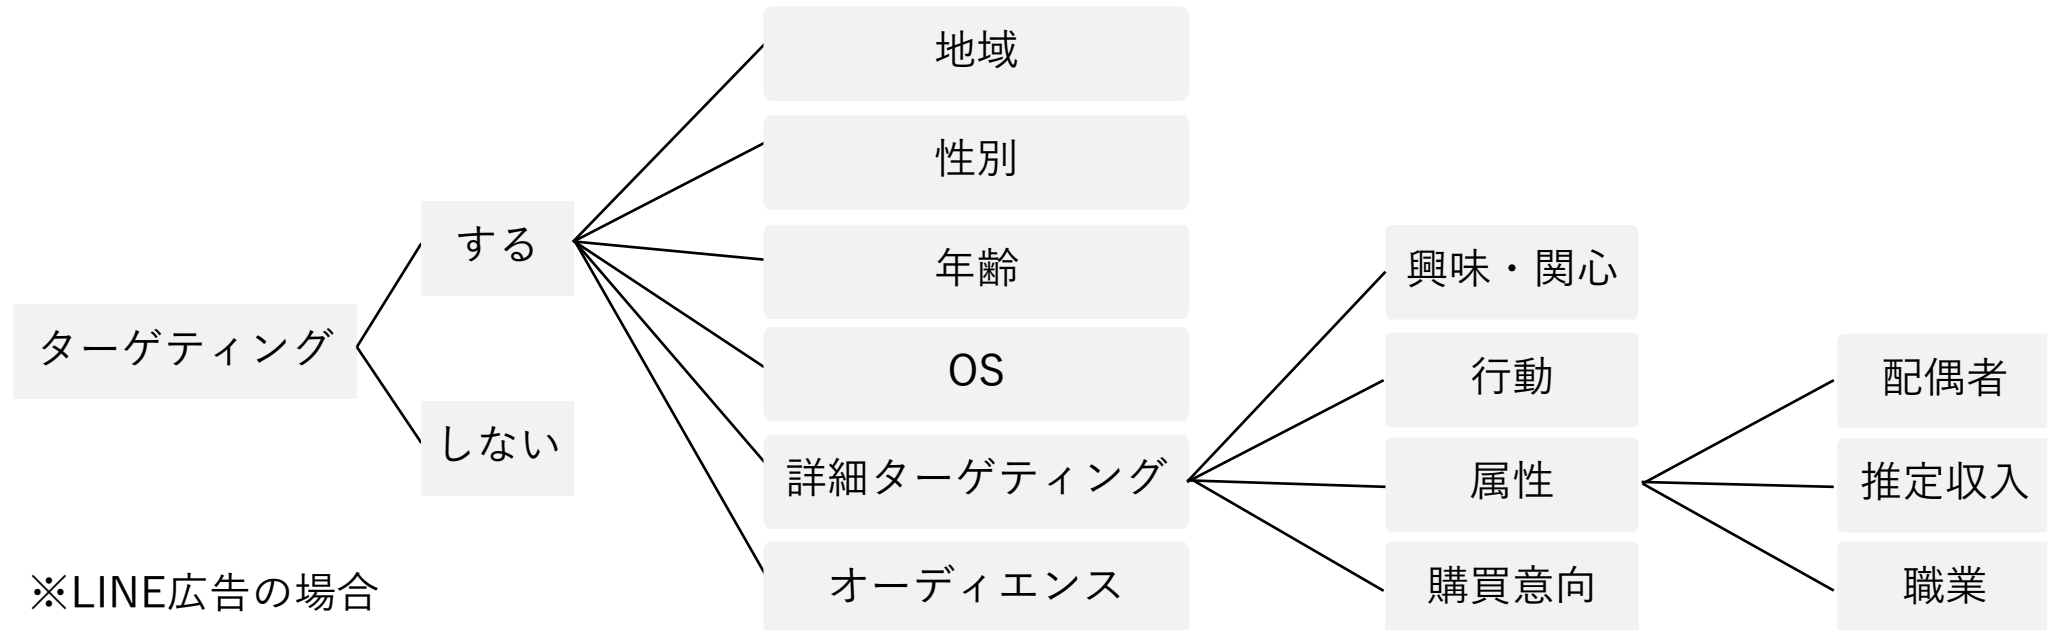 ターゲティング
する
しない
地域
性別
年齢
OS
詳細ターゲティング
オーディエンス
興味・関心
行動
属性
購買意向
配偶者
推定収入
職業
※LINE広告の場合